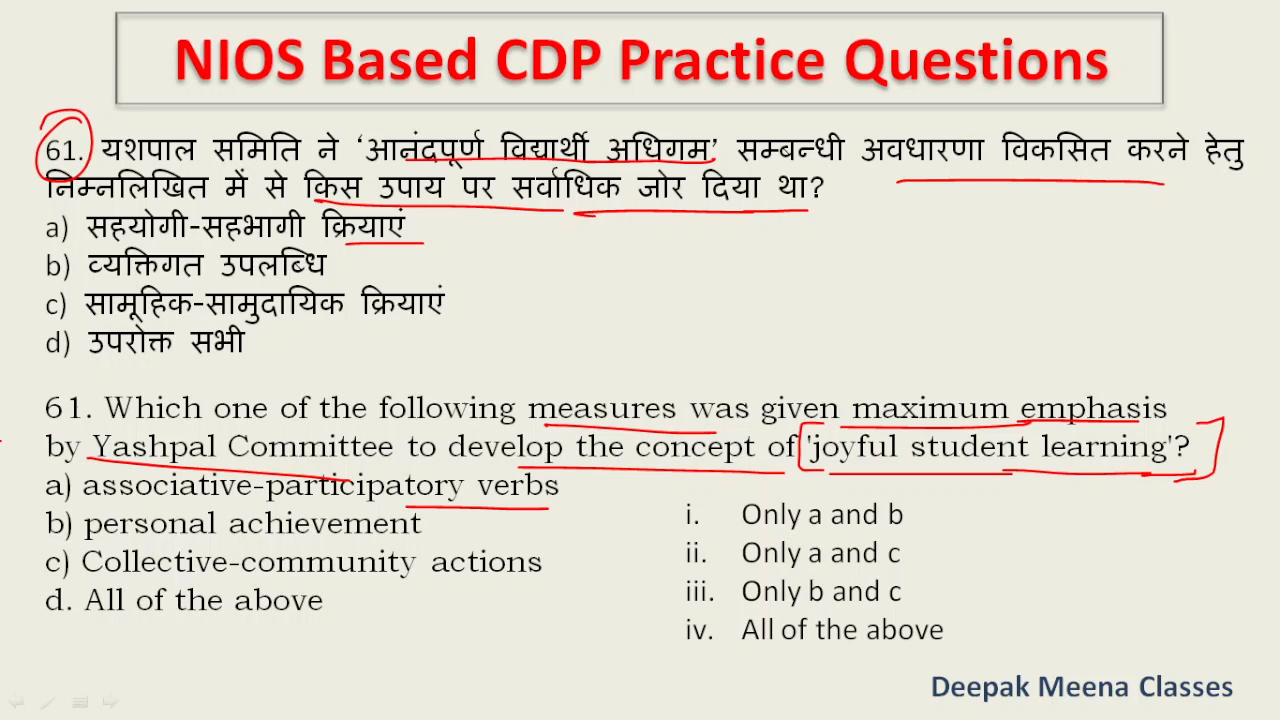 NIOS Based CDP Practice Questions
61. यशपाल समिति ने ‘आनंदपूर्ण विद्यार्थी अधिगम’ सम्बन्धी अवधारणा विकसित करने हेतु
निम्नलिखित में से किस उपाय पर सर्वाधिक जोर दिया था?
a) सहयोगी-सहभागी क्रियाएं
b) व्यक्तिगत उपलब्धि
c) सामूहिक-सामुदायिक क्रियाएं
d) उपरोक्त सभी
61. Which one of the following measures was given maximum emphasis
by Yashpal Committee to develop the concept of 'joyful student learning'?
a) associative-participatory verbs
b) personal achievement
c) Collective-community actions
d. All of the above
i. Only a and b
ii. Only a and c
iii. Only b and c
iv. All of the above
Deepak Meena Classes